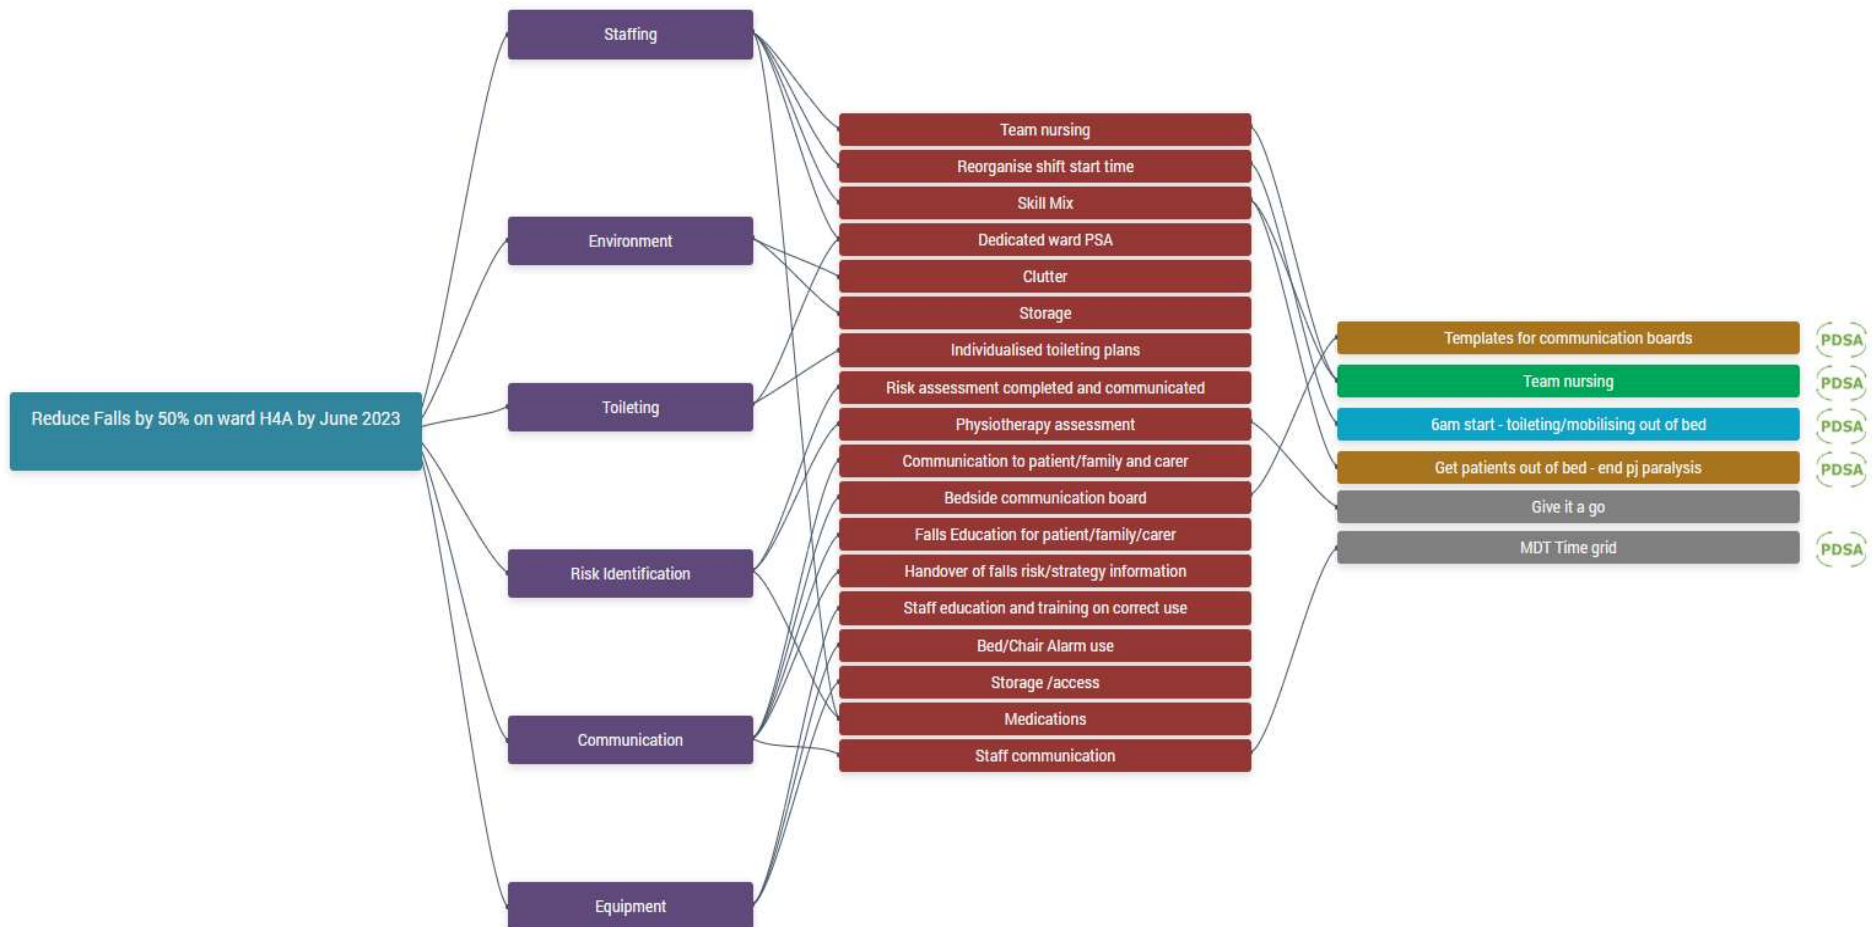 Reduce Falls by 50% on ward H4A by June 2023
Staffing
Environment
Toileting
Risk Identification
Communication
Equipment
Team nursing
Reorganise shift start time
Skill Mix
Dedicated ward PSA
Clutter
Storage
Individualised toileting plans
Risk assessment completed and communicated
Physiotherapy assessment
Communication to patient/family and carer
Bedside communication board
Falls Education for patient/family/carer
Handover of falls risk/strategy information
Staff education and training on correct use
Bed/Chair Alarm use
Storage /access
Medications
Staff communication
Templates for communication boards
PDSA
Team nursing
PDSA
6am start - toileting/mobilising out of bed
PDSA
Get patients out of bed - end pj paralysis
PDSA
Give it a go
MDT Time grid
PDSA